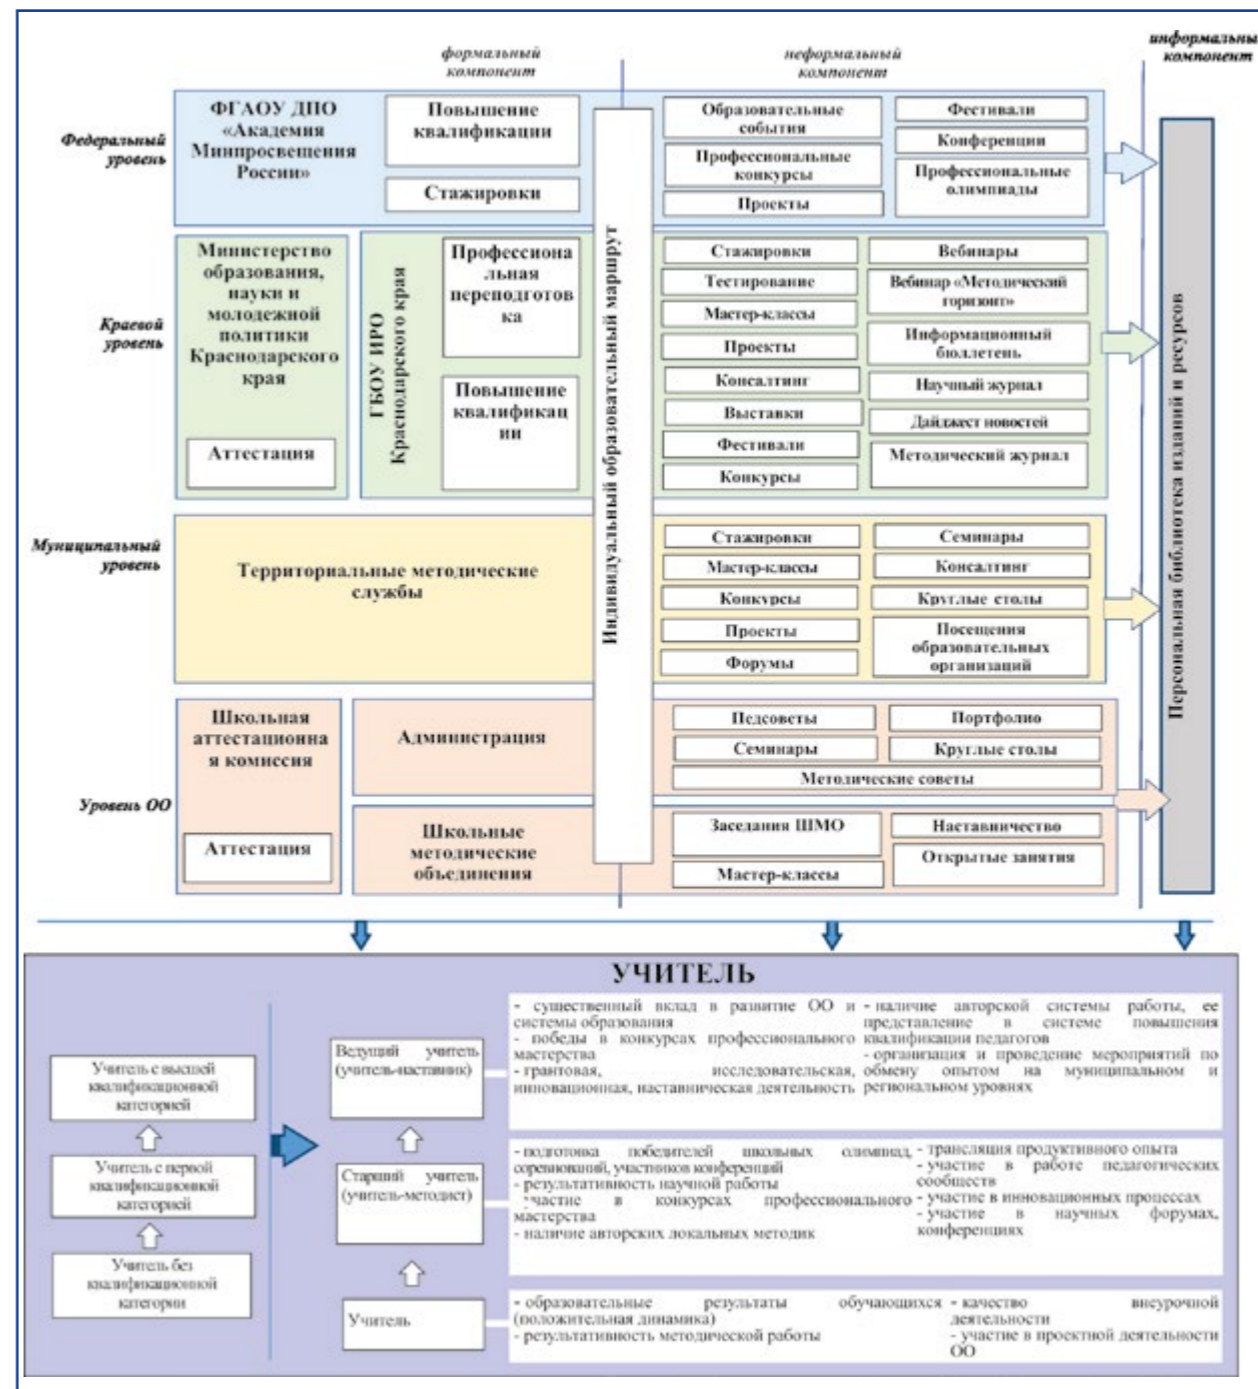 формальный
компонент
неформальный
компонент
информальны
компонент
Федеральный
уровень
ФГАОУ ДПО
«Академия
Минпросвещения
России»
Повышение
квалификации
Стажировки
Образовательные
события
Профессиональные
конкурсы
Проекты
Фестивали
Конференции
Профессиональные
олимпиады
Краевой
уровень
Министерство
образования,
науки и
молодежной
политики
Краснодарского
края
Аттестация
ГБОУ ИРО
Краснодарского края
Профессиона
льная
переподготов
ка
Повышение
квалификац
ии
Индивидуальный образовательный маршрут
Стажировки
Тестирование
Мастер-классы
Проекты
Консалтинг
Выставки
Фестивали
Конкурсы
Вебинары
Вебинар «Методический
горизонт»
Информационный
бюллетень
Научный журнал
Дайджест новостей
Методический журнал
Муниципальный
уровень
Территориальные методические
службы
Стажировки
Мастер-классы
Конкурсы
Проекты
Форумы
Семинары
Консалтинг
Круглые столы
Посещения
образовательных
организаций
Персональная библиотека изданий и ресурсов
Уровень ОО
Школьная
аттестационна
я комиссия
Аттестация
Администрация
Педсоветы
Портфолио
Семинары
Круглые столы
Методические советы
Школьные
методические
объединения
Заседания ШМО
Мастер-классы
Наставничество
Открытые занятия
УЧИТЕЛЬ
Учитель с высшей
квалификационной
категорией
Учитель с первой
квалификационной
категорией
Учитель без
квалификационной
категории
Ведущий учитель
(учитель-наставник)
- существенный вклад в развитие ОО и
системы образования
- победы в конкурсах профессионального
мастерства
- грантовая, исследовательская,
инновационная, наставническая деятельность
- наличие авторской системы работы, ее
представление в системе повышения
квалификации педагогов
- организация и проведение мероприятий по
обмену опытом на муниципальном и
региональном уровнях
Старший учитель
(учитель-методист)
- подготовка победителей школьных олимпиад,
соревнований, участников конференций
- результативность научной работы
- участие в конкурсах профессионального
мастерства
- наличие авторских локальных методик
- трансляция продуктивного опыта
- участие в работе педагогических
сообществ
- участие в инновационных процессах
- участие в научных форумах,
конференциях
Учитель
- образовательные результаты обучающихся
(положительная динамика)
- результативность методической работы
- качество внеурочной
деятельности
- участие в проектной деятельности
ОО